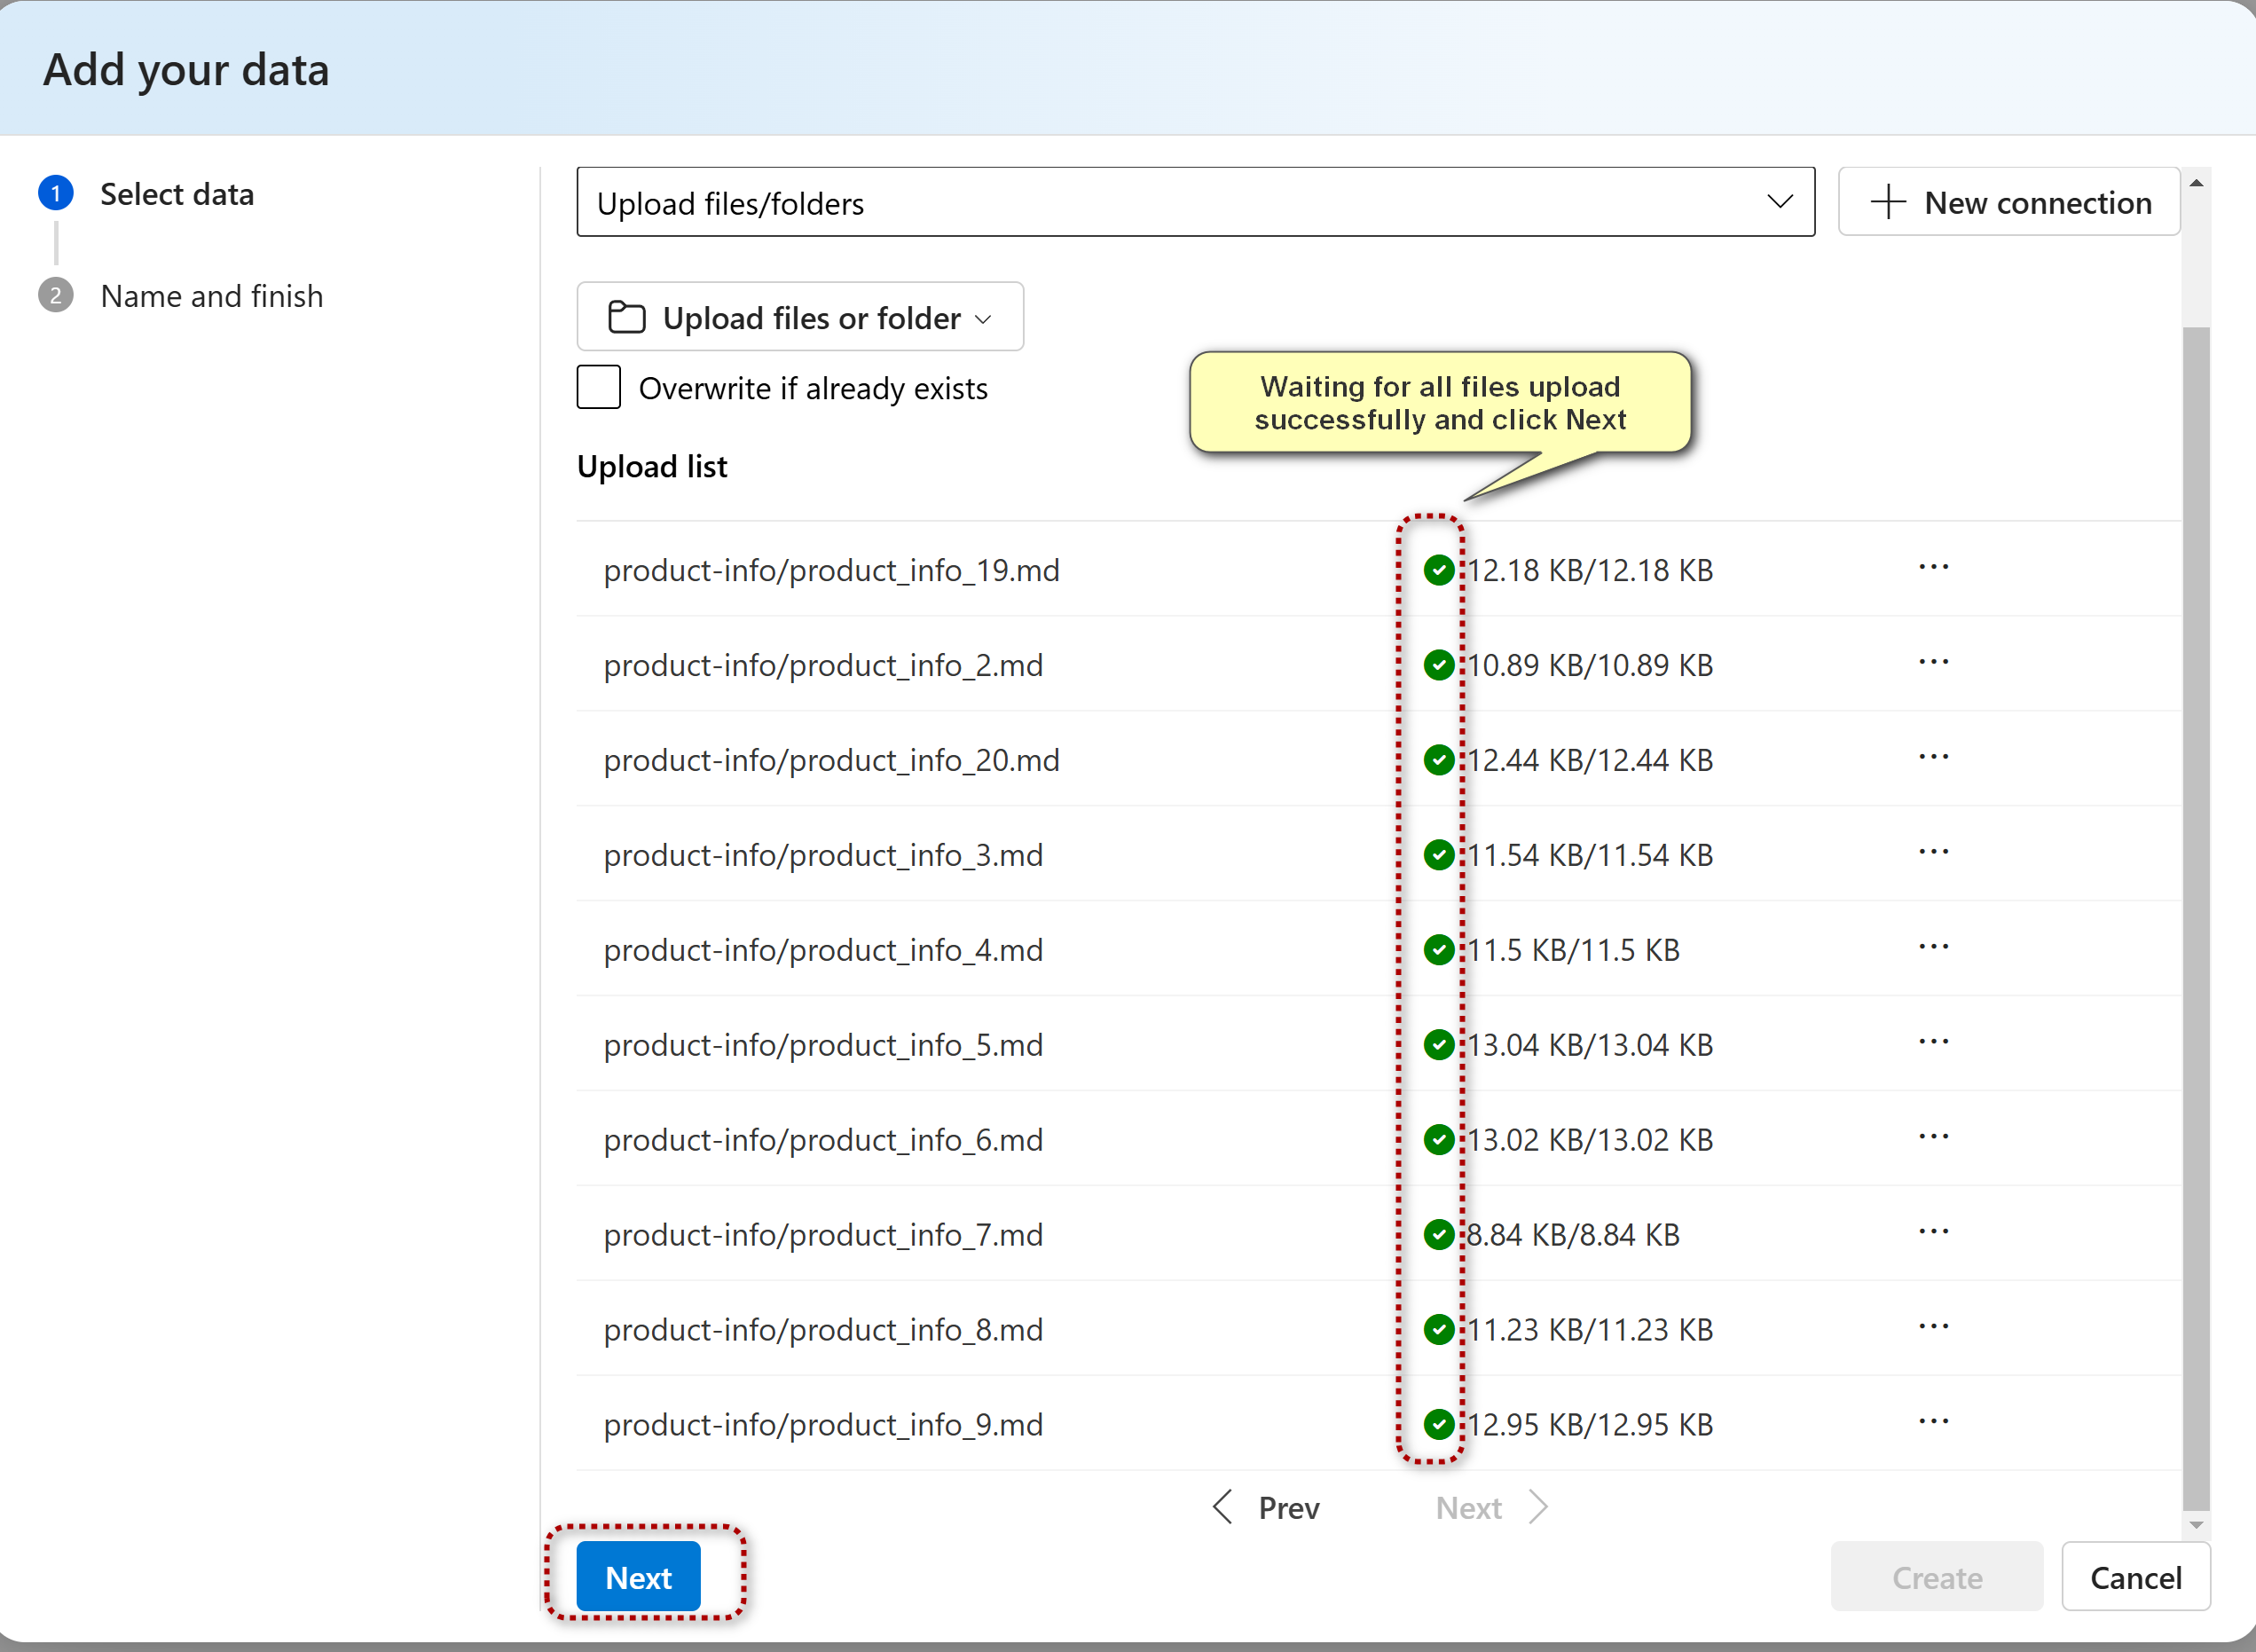 Add your data
1 Select data
2 Name and finish
Upload files/folders
New connection
Upload files or folder
Overwrite if already exists
Waiting for all files upload
successfully and click Next
Upload list
product-info/product_info_19.md 12.18 KB/12.18 KB ...
product-info/product_info_2.md 10.89 KB/10.89 KB ...
product-info/product_info_20.md 12.44 KB/12.44 KB ...
product-info/product_info_3.md 11.54 KB/11.54 KB ...
product-info/product_info_4.md 11.5 KB/11.5 KB ...
product-info/product_info_5.md 13.04 KB/13.04 KB ...
product-info/product_info_6.md 13.02 KB/13.02 KB ...
product-info/product_info_7.md 8.84 KB/8.84 KB ...
product-info/product_info_8.md 11.23 KB/11.23 KB ...
product-info/product_info_9.md 12.95 KB/12.95 KB ...
Prev Next
Next Create Cancel